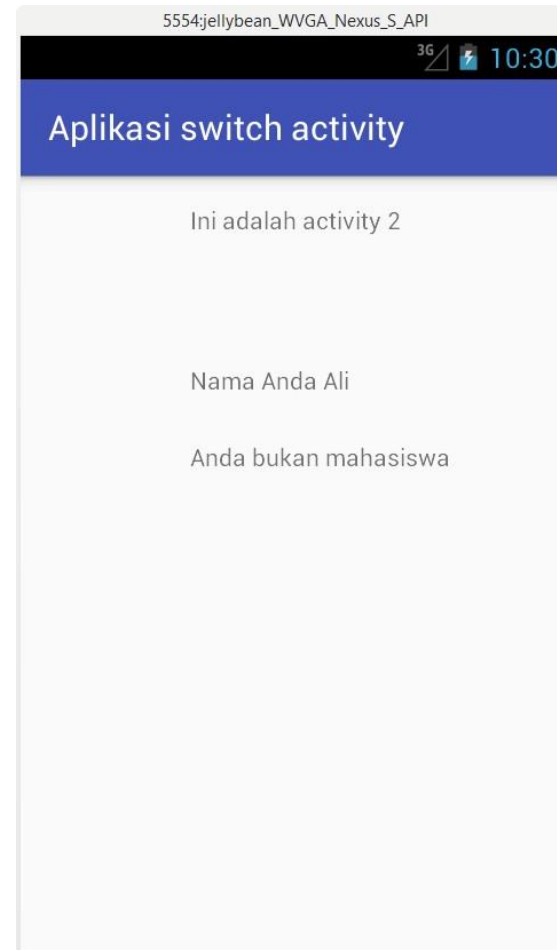 5554:jellybean_WVGA_Nexus_S_API
3G 10:30
Aplikasi switch activity
Ini adalah activity 2
Nama Anda Ali
Anda bukan mahasiswa